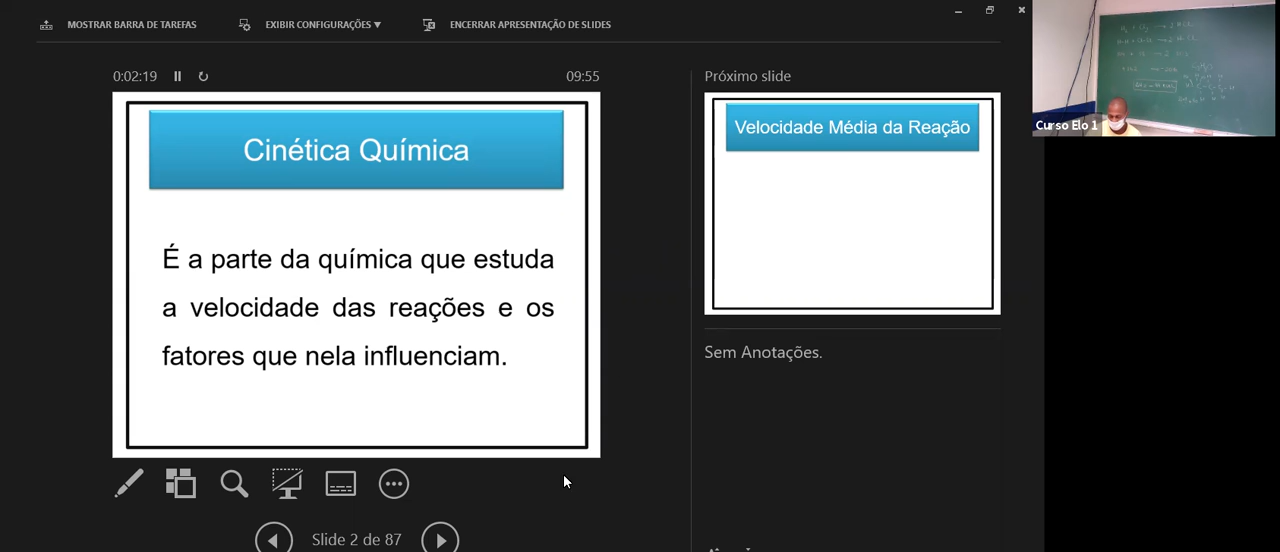 MOSTRAR BARRA DE TAREFAS
EXIBIR CONFIGURAÇÕES
ENCERRAR APRESENTAÇÃO DE SLIDES
0:02:19
09:55
Cinética Química
É a parte da química que estuda
a velocidade das reações e os
fatores que nela influenciam.
Slide 2 de 87
Próximo slide
Velocidade Média da Reação
Sem Anotações.
Curso Elo 1